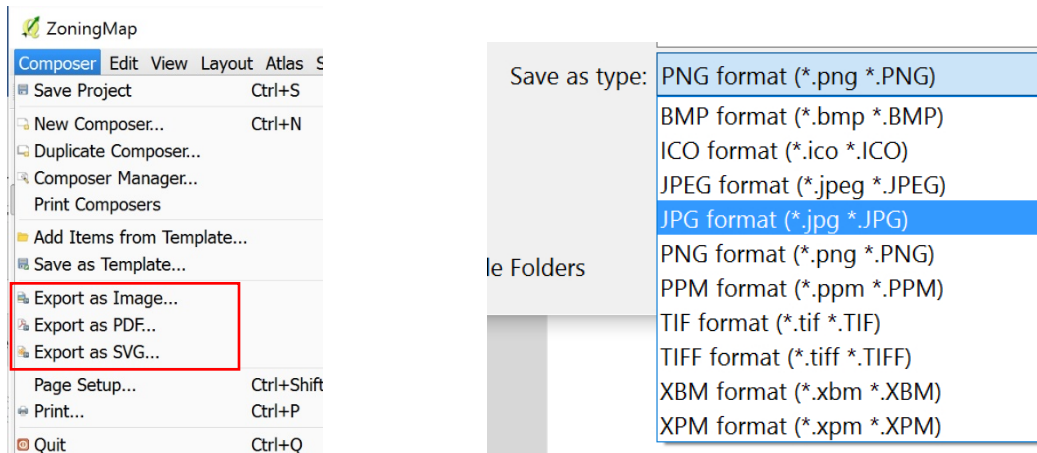 ZoningMap
Composer Edit View Layout Atlas S
Save Project Ctrl+S
New Composer... Ctrl+N
Duplicate Composer...
Composer Manager...
Print Composers
Add Items from Template...
Save as Template...
Export as Image...
Export as PDF...
Export as SVG...
Page Setup... Ctrl+Shift
Print... Ctrl+P
Quit Ctrl+Q
Save as type: PNG format (*.png *.PNG)
BMP format (*.bmp *.BMP)
ICO format (*.ico *.ICO)
JPEG format (*.jpeg *.JPEG)
JPG format (*.jpg *.JPG)
PNG format (*.png *.PNG)
le Folders
PPM format (*.ppm *.PPM)
TIF format (*.tif *.TIF)
TIFF format (*.tiff *.TIFF)
XBM format (*.xbm *.XBM)
XPM format (*.xpm *.XPM)